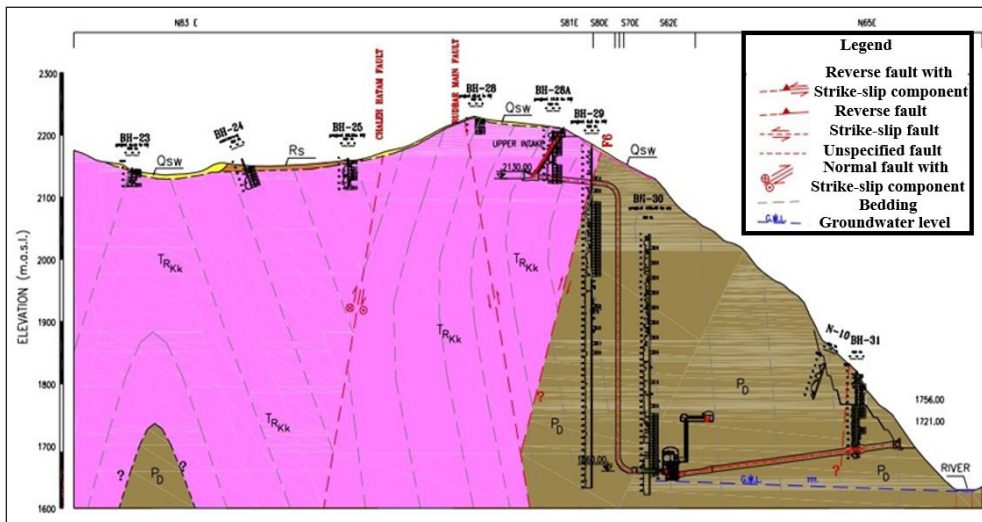 N83 E
S81E
S80E
S70E
S62E
N65E
Legend
Reverse fault with
Strike-slip component
Reverse fault
Strike-slip fault
Unspecified fault
Normal fault with
Strike-slip component
Bedding
G.W.L
Groundwater level
ELEVATION (m.a.s.l.)
2300
2200
2100
2000
1900
1800
1700
1600
CHALEH HATAM FAULT
RUDBAR MAIN FAULT
BH-23
BH-24
BH-25
BH-28
BH-28A
BH-29
F6
Qsw
Rs
Qsw
Qsw
UPPER INTAKE
2130.00
BH-30
TRKk
TRKk
TRKk
TRKk
TRKk
N-10
BH-31
1756.00
1721.00
PD
PD
PD
PD
?
?
?
?
G.W.L
m.
RIVER